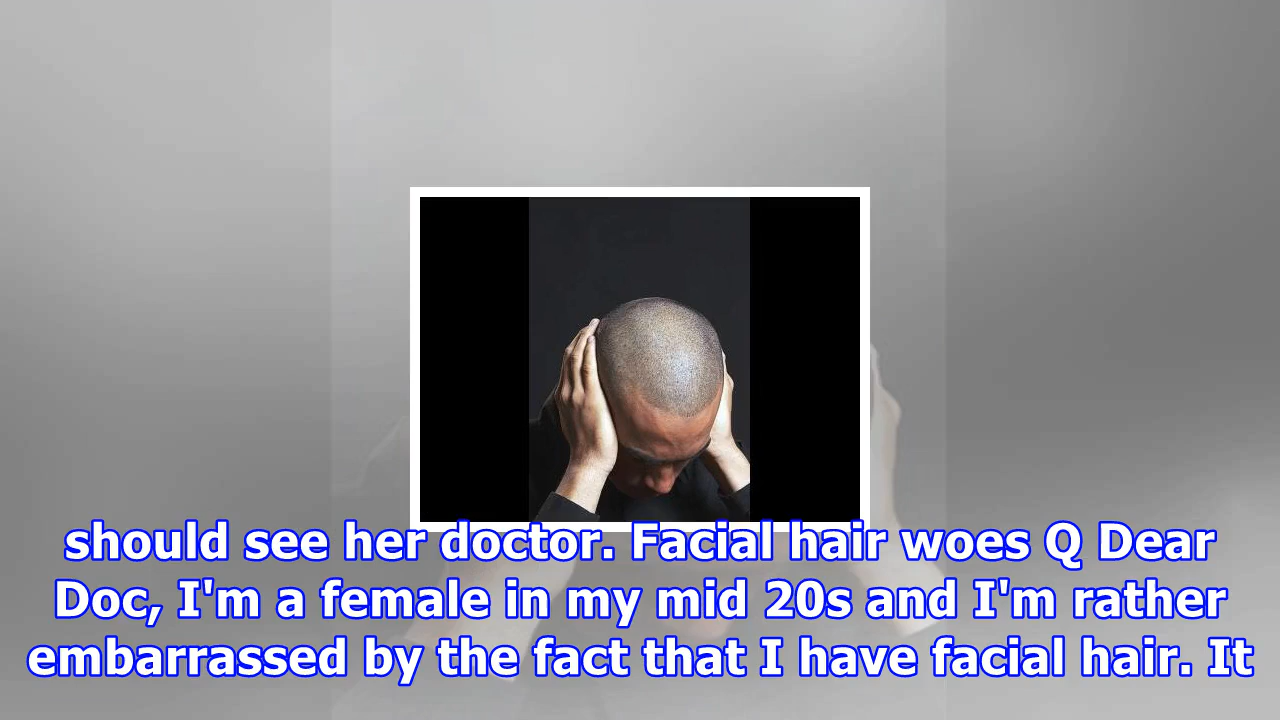 should see her doctor. Facial hair woes Q Dear
Doc, I'm a female in my mid 20s and I'm rather
embarrassed by the fact that I have facial hair. It